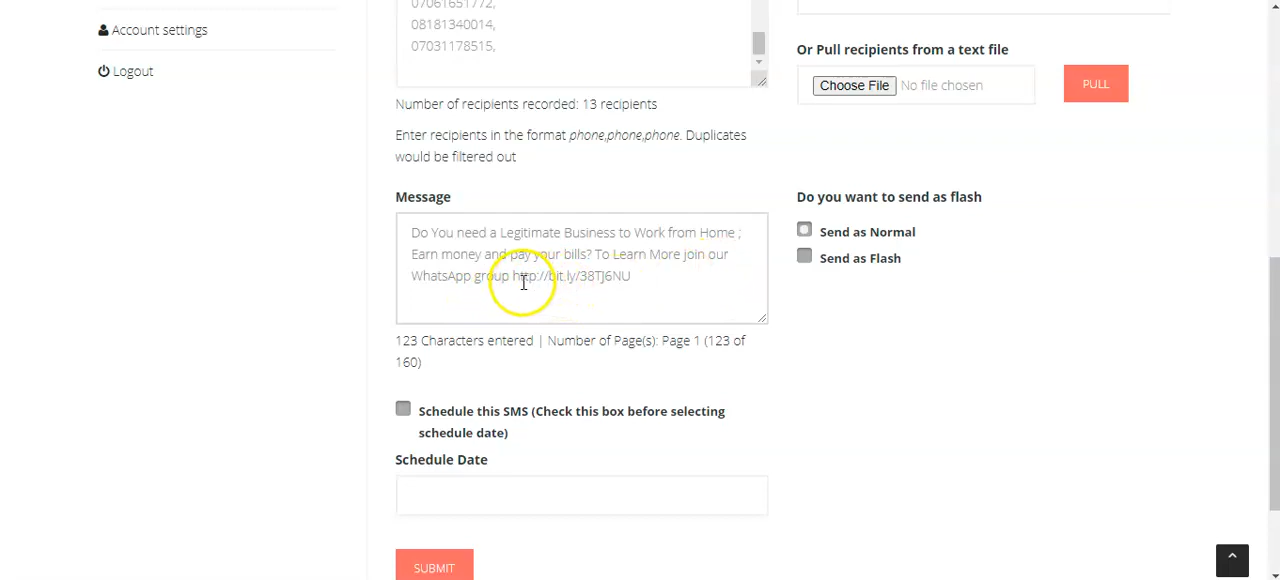 07061651772,
08181340014,
07031178515,
Account settings
Logout
Or Pull recipients from a text file
Choose File No file chosen
PULL
Number of recipients recorded: 13 recipients
Enter recipients in the format phone,phone,phone. Duplicates
would be filtered out
Message
Do You need a Legitimate Business to Work from Home ;
Earn money and pay your bills? To Learn More join our
WhatsApp group http://bit.ly/38TJ6NU
123 Characters entered | Number of Page(s): Page 1 (123 of
160)
Do you want to send as flash
Send as Normal
Send as Flash
Schedule this SMS (Check this box before selecting
schedule date)
Schedule Date
SUBMIT